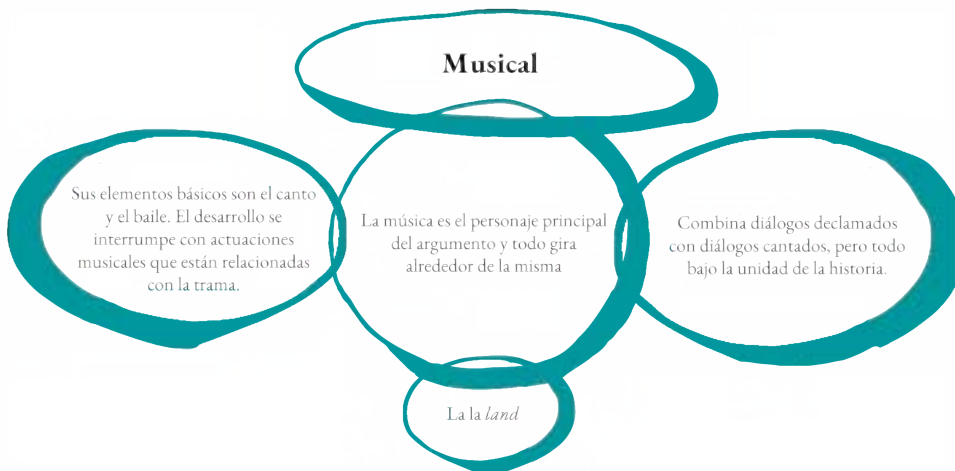 Musical
Sus elementos básicos son el canto
y el baile. El desarrollo se
interrumpe con actuaciones
musicales que están relacionadas
con la trama.
La música es el personaje principal
del argumento y todo gira
alrededor de la misma
Combina diálogos declamados
con diálogos cantados, pero todo
bajo la unidad de la historia.
La la land